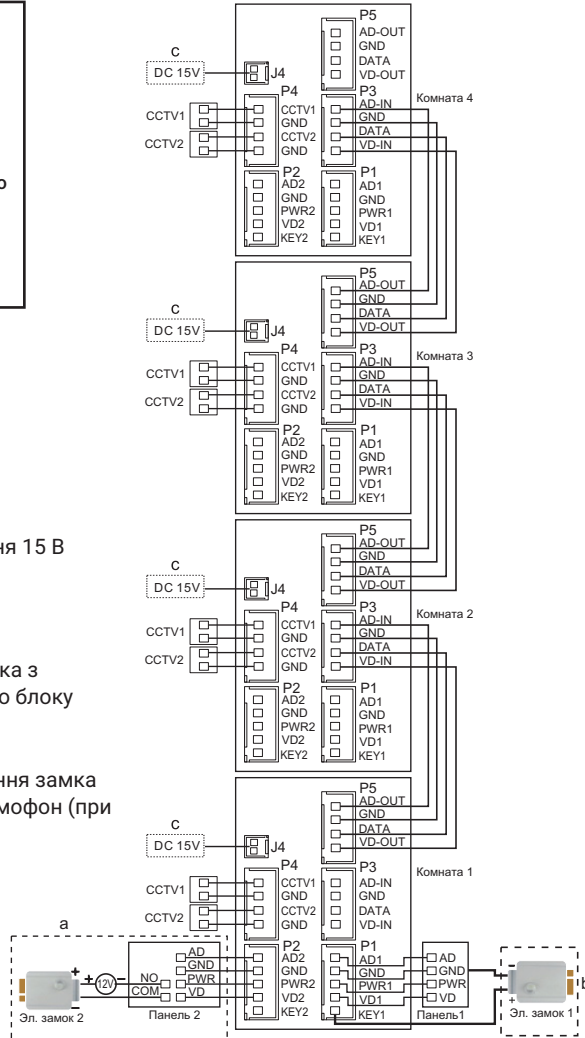 о
ня 15 В
ка з
о блоку
ння замка
мофон (при
P5
AD-OUT
GND
DATA
VD-OUT
c
DC 15V
J4
P4
CCTV1
GND
CCTV2
GND
CCTV1
CCTV2
P3
AD-IN
GND
DATA
VD-IN
Комната 4
P2
AD2
GND
PWR2
VD2
KEY2
P1
AD1
GND
PWR1
VD1
KEY1
P5
AD-OUT
GND
DATA
VD-OUT
c
DC 15V
J4
P4
CCTV1
GND
CCTV2
GND
CCTV1
CCTV2
P3
AD-IN
GND
DATA
VD-IN
Комната 3
P2
AD2
GND
PWR2
VD2
KEY2
P1
AD1
GND
PWR1
VD1
KEY1
P5
AD-OUT
GND
DATA
VD-OUT
c
DC 15V
J4
P4
CCTV1
GND
CCTV2
GND
CCTV1
CCTV2
P3
AD-IN
GND
DATA
VD-IN
Комната 2
P2
AD2
GND
PWR2
VD2
KEY2
P1
AD1
GND
PWR1
VD1
KEY1
P5
AD-OUT
GND
DATA
VD-OUT
c
DC 15V
J4
P4
CCTV1
GND
CCTV2
GND
CCTV1
CCTV2
P3
AD-IN
GND
DATA
VD-IN
Комната 1
P2
AD2
GND
PWR2
VD2
KEY2
P1
AD1
GND
PWR1
VD1
KEY1
a
+
+ 12V −
−
Эл. замок 2
NO
COM
AD
GND
PWR
VD
Панель 2
AD
GND
PWR
VD
Панель1
−
+
Эл. замок 1
b